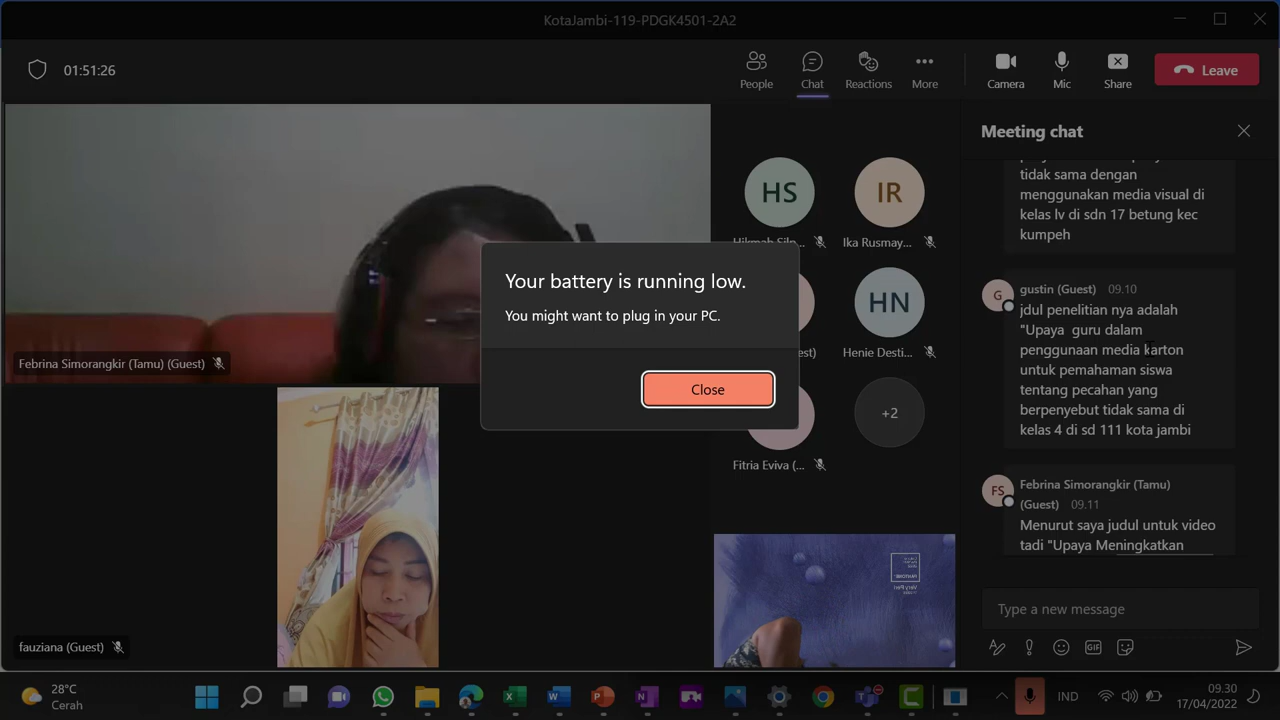 KotaJambi-119-PDGK4501-2A2
01:51:26
People
Chat
Reactions
More
Camera
Mic
Share
Leave
Meeting chat
tidak sama dengan
menggunakan media visual di
kelas lv di sdn 17 betung kec
kumpeh
gustin (Guest) 09.10
jdul penelitian nya adalah
"Upaya guru dalam
penggunaan media karton
untuk pemahaman siswa
tentang pecahan yang
berpenyebut tidak sama di
kelas 4 di sd 111 kota jambi
FS
Febrina Simorangkir (Tamu)
(Guest) 09.11
Menurut saya judul untuk video
tadi "Upaya Meningkatkan
Type a new message
GIF
HS
IR
Ika Rusmay...
HN
Henie Desti...
+2
Fitria Eviva (...
Your battery is running low.
You might want to plug in your PC.
Close
Febrina Simorangkir (Tamu) (Guest)
fauziana (Guest)
G
28°C
Cerah
IND
09.30
17/04/2022